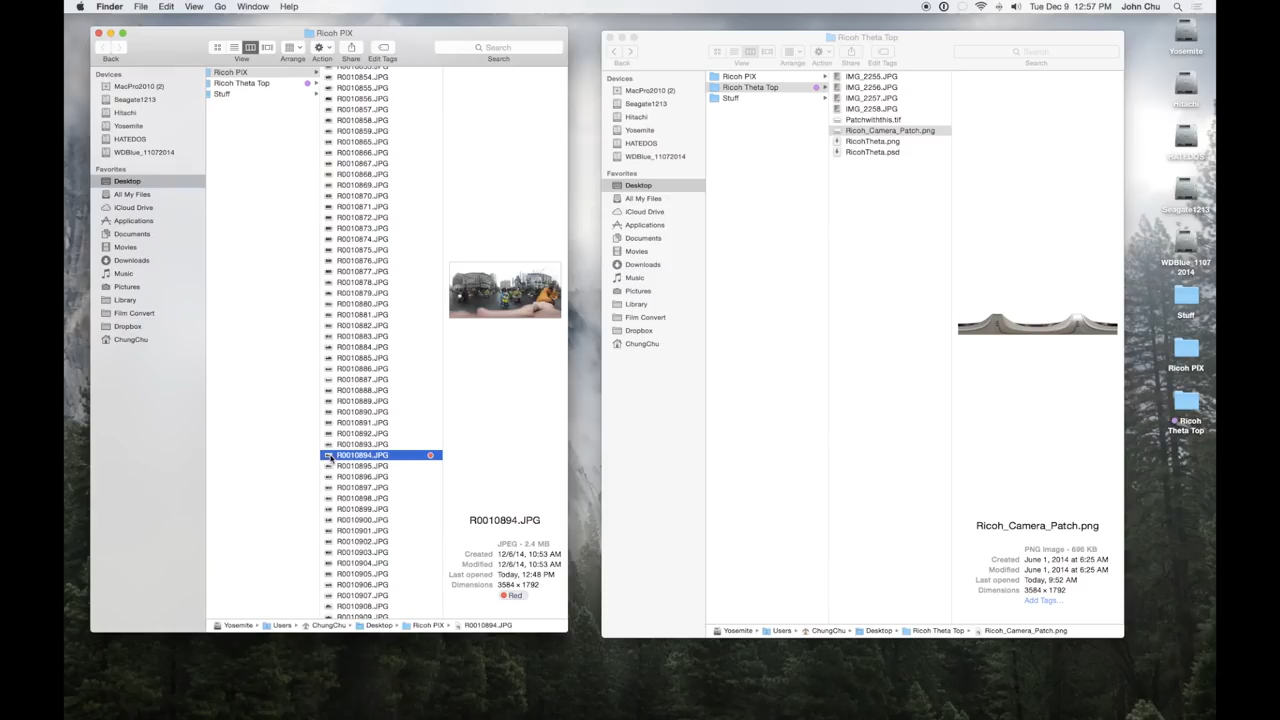 Finder File Edit View Go Window Help Tue Dec 9 12:57 PM John Chu
Ricoh PIX
Back View Arrange Action Share Edit Tags Search
Search
Devices
MacPro2010 (2)
Seagate1213
Hitachi
Yosemite
HATEDOS
WDBlue_11072014
Favorites
Desktop
All My Files
iCloud Drive
Applications
Documents
Movies
Downloads
Music
Pictures
Library
Film Convert
Dropbox
ChungChu
Ricoh PIX
Ricoh Theta Top
Stuff
R0010854.JPG
R0010855.JPG
R0010856.JPG
R0010857.JPG
R0010858.JPG
R0010859.JPG
R0010865.JPG
R0010866.JPG
R0010867.JPG
R0010868.JPG
R0010869.JPG
R0010870.JPG
R0010871.JPG
R0010872.JPG
R0010873.JPG
R0010874.JPG
R0010875.JPG
R0010876.JPG
R0010877.JPG
R0010878.JPG
R0010879.JPG
R0010880.JPG
R0010881.JPG
R0010882.JPG
R0010883.JPG
R0010884.JPG
R0010885.JPG
R0010886.JPG
R0010887.JPG
R0010888.JPG
R0010889.JPG
R0010890.JPG
R0010891.JPG
R0010892.JPG
R0010893.JPG
R0010894.JPG
R0010895.JPG
R0010896.JPG
R0010897.JPG
R0010898.JPG
R0010899.JPG
R0010900.JPG
R0010901.JPG
R0010902.JPG
R0010903.JPG
R0010904.JPG
R0010905.JPG
R0010906.JPG
R0010907.JPG
R0010908.JPG
R0010909.JPG
R0010894.JPG
JPEG - 2.4 MB
Created 12/6/14, 10:53 AM
Modified 12/6/14, 10:53 AM
Last opened Today, 12:48 PM
Dimensions 3584 × 1792
Red
Yosemite Users ChungChu Desktop Ricoh PIX R0010894.JPG
Ricoh Theta Top
Back View Arrange Action Share Edit Tags Search
Search
Devices
MacPro2010 (2)
Seagate1213
Hitachi
Yosemite
HATEDOS
WDBlue_11072014
Favorites
Desktop
All My Files
iCloud Drive
Applications
Documents
Movies
Downloads
Music
Pictures
Library
Film Convert
Dropbox
ChungChu
Ricoh PIX
Ricoh Theta Top
Stuff
IMG_2255.JPG
IMG_2256.JPG
IMG_2257.JPG
IMG_2258.JPG
Patchwiththis.tif
Ricoh_Camera_Patch.png
RicohTheta.png
RicohTheta.psd
Ricoh_Camera_Patch.png
PNG image - 696 KB
Created June 1, 2014 at 6:25 AM
Modified June 1, 2014 at 6:25 AM
Last opened Today, 9:52 AM
Dimensions 3584 × 1792
Add Tags...
Yosemite Users ChungChu Desktop Ricoh Theta Top Ricoh_Camera_Patch.png
Yosemite
Hitachi
HATEDOS
Seagate1213
WDBlue_1107
2014
Stuff
Ricoh PIX
Ricoh
Theta Top